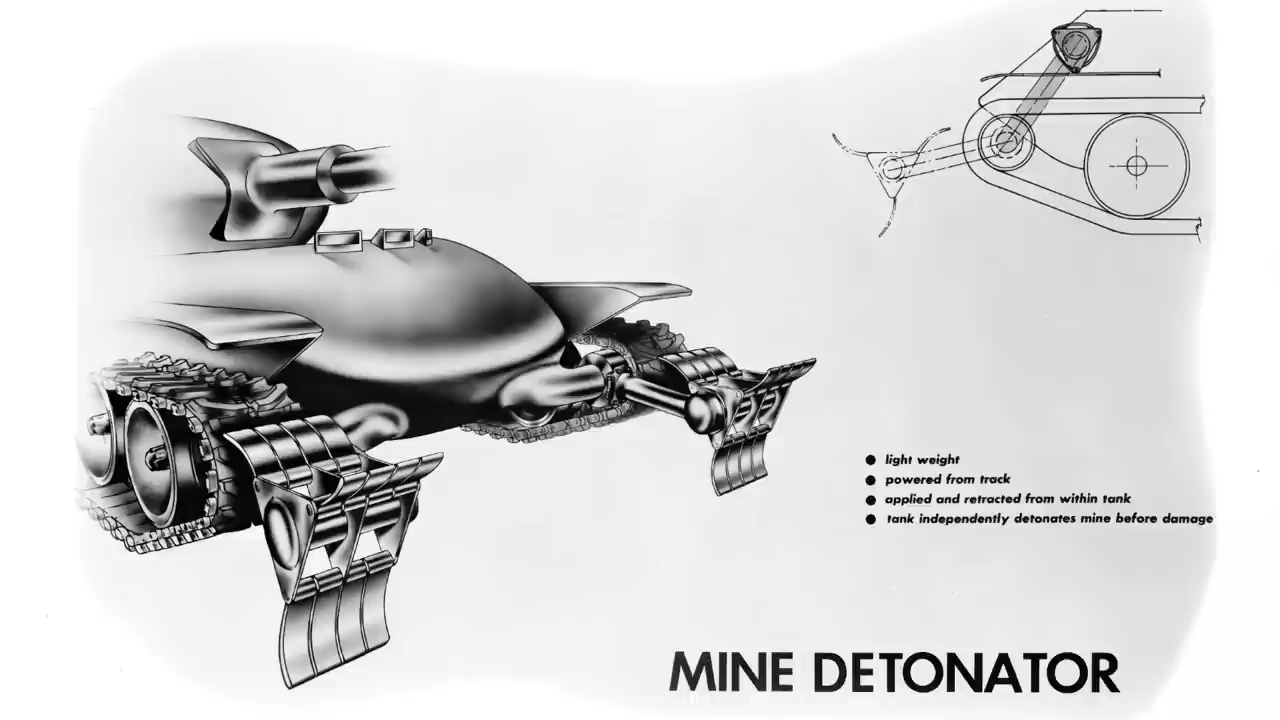 ● light weight
● powered from track
● applied and retracted from within tank
● tank independently detonates mine before damage
MINE DETONATOR